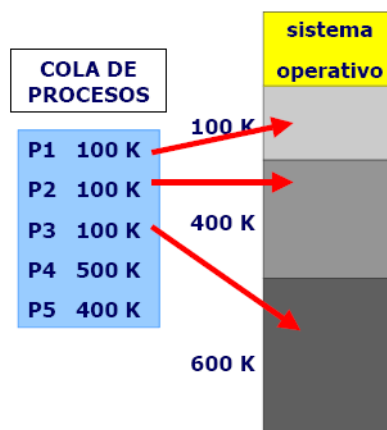 sistema
operativo
COLA DE
PROCESOS
100 K
P1 100 K
P2 100 K
400 K
P3 100 K
P4 500 K
P5 400 K
600 K